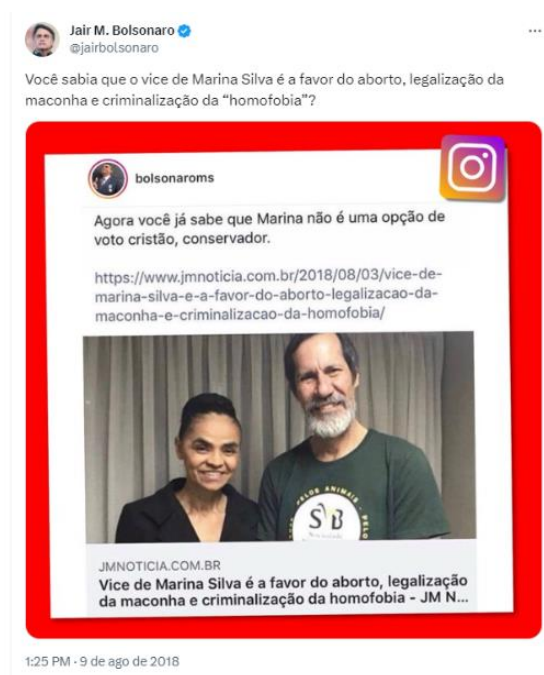 Jair M. Bolsonaro
@jairbolsonaro
Você sabia que o vice de Marina Silva é a favor do aborto, legalização da
maconha e criminalização da “homofobia”?
bolsonaroms
Agora você já sabe que Marina não é uma opção de
voto cristão, conservador.
https://www.jmnoticia.com.br/2018/08/03/vice-de-
marina-silva-e-a-favor-do-aborto-legalizacao-da-
maconha-e-criminalizacao-da-homofobia/
PELOS ANIMAIS
SVB
JMNOTICIA.COM.BR
Vice de Marina Silva é a favor do aborto, legalização
da maconha e criminalização da homofobia - JM N...
1:25 PM · 9 de ago de 2018